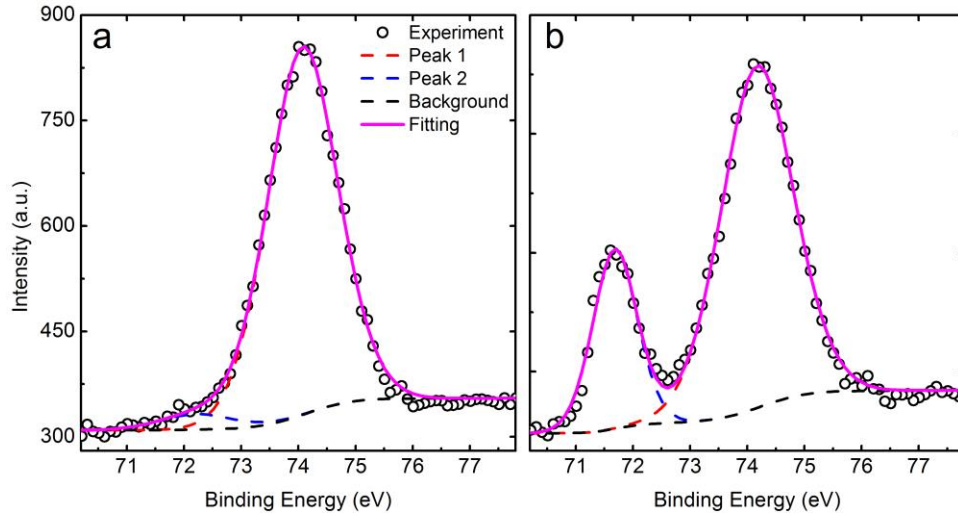 900
750
600
450
300
Intensity (a.u.)
a
Experiment
Peak 1
Peak 2
Background
Fitting
71 72 73 74 75 76 77
Binding Energy (eV)
b
71 72 73 74 75 76 77
Binding Energy (eV)